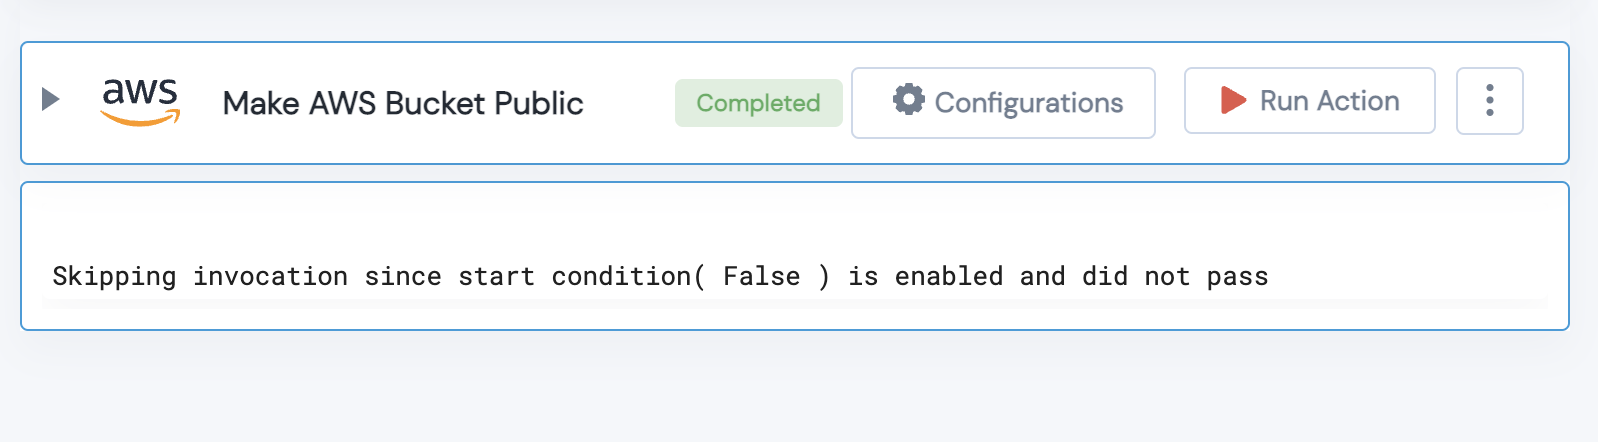 aws Make AWS Bucket Public Completed Configurations Run Action
Skipping invocation since start condition( False ) is enabled and did not pass